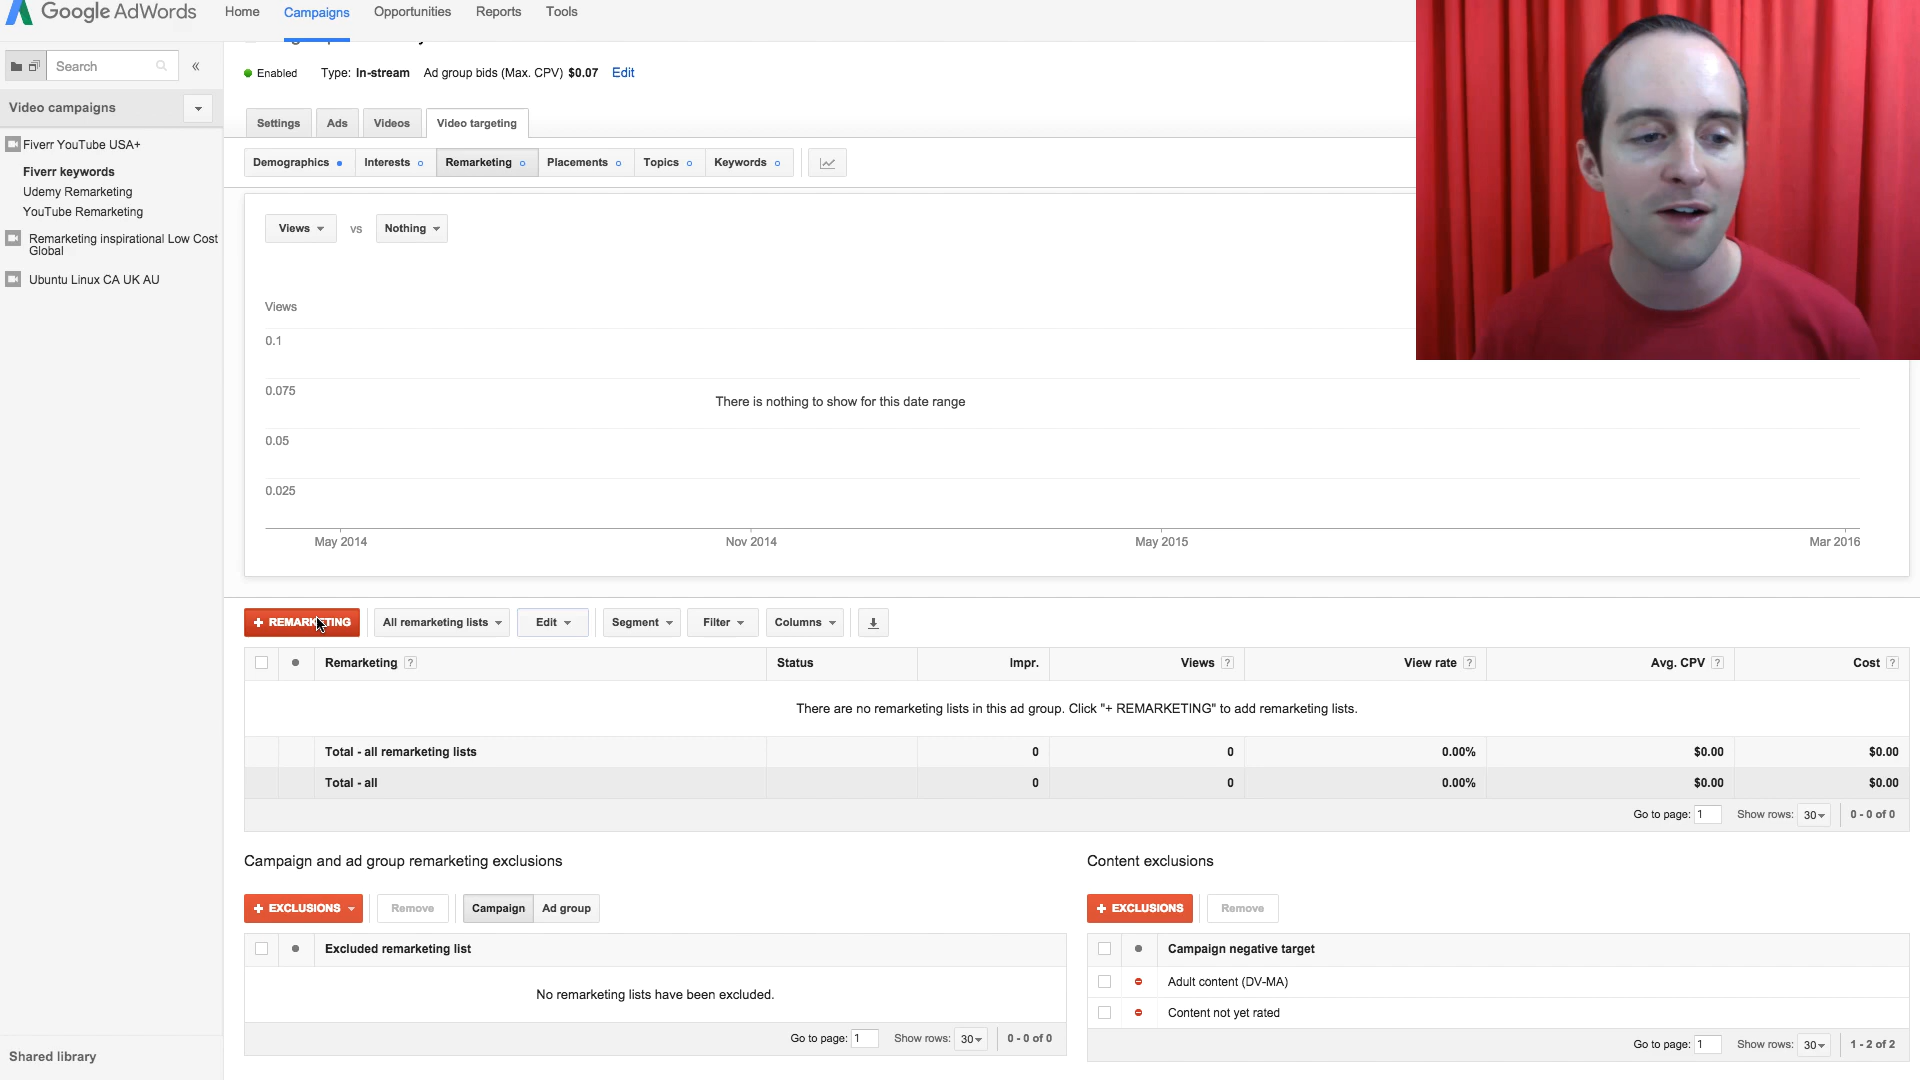 Google AdWords
Home Campaigns Opportunities Reports Tools
Search «
Enabled Type: In-stream Ad group bids (Max. CPV) $0.07 Edit
Video campaigns
Settings Ads Videos Video targeting
Fiverr YouTube USA+
Demographics Interests Remarketing Placements Topics Keywords
Fiverr keywords
Udemy Remarketing
YouTube Remarketing
Remarketing inspirational Low Cost
Global
Ubuntu Linux CA UK AU
Views vs Nothing
Views
0.1
0.075
There is nothing to show for this date range
0.05
0.025
May 2014 Nov 2014 May 2015 Mar 2016
+ REMARKETING All remarketing lists Edit Segment Filter Columns
Remarketing ? Status Impr. Views ? View rate ? Avg. CPV ? Cost ?
There are no remarketing lists in this ad group. Click "+ REMARKETING" to add remarketing lists.
Total - all remarketing lists 0 0 0.00% $0.00 $0.00
Total - all 0 0 0.00% $0.00 $0.00
Go to page: 1 Show rows: 30 0 - 0 of 0
Campaign and ad group remarketing exclusions
+ EXCLUSIONS Remove Campaign Ad group
Excluded remarketing list
No remarketing lists have been excluded.
Go to page: 1 Show rows: 30 0 - 0 of 0
Content exclusions
+ EXCLUSIONS Remove
Campaign negative target
Adult content (DV-MA)
Content not yet rated
Go to page: 1 Show rows: 30 1 - 2 of 2
Shared library